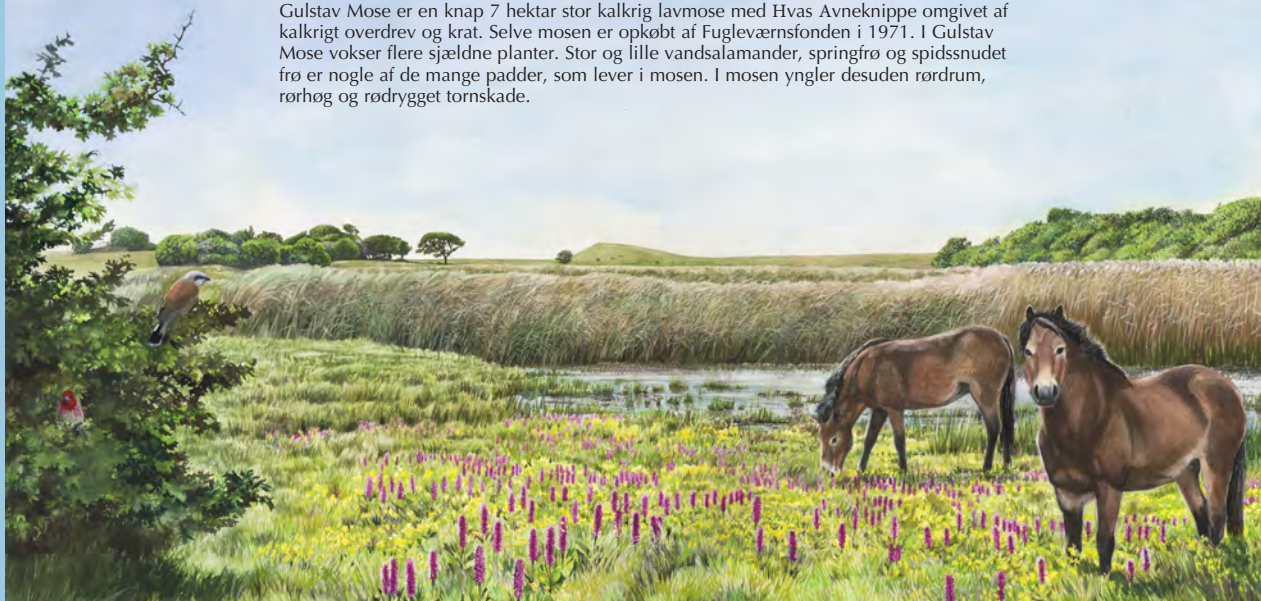 Gulstav Mose er en knap 7 hektar stor kalkrig lavmose med Hvas Avneknippe omgivet af
kalkrigt overdrev og krat. Selve mosen er opkøbt af Fugleværnsfonden i 1971. I Gulstav
Mose vokser flere sjældne planter. Stor og lille vandsalamander, springfrø og spidssnudet
frø er nogle af de mange padder, som lever i mosen. I mosen yngler desuden rørdrum,
rørhøg og rødrygget tornskade.